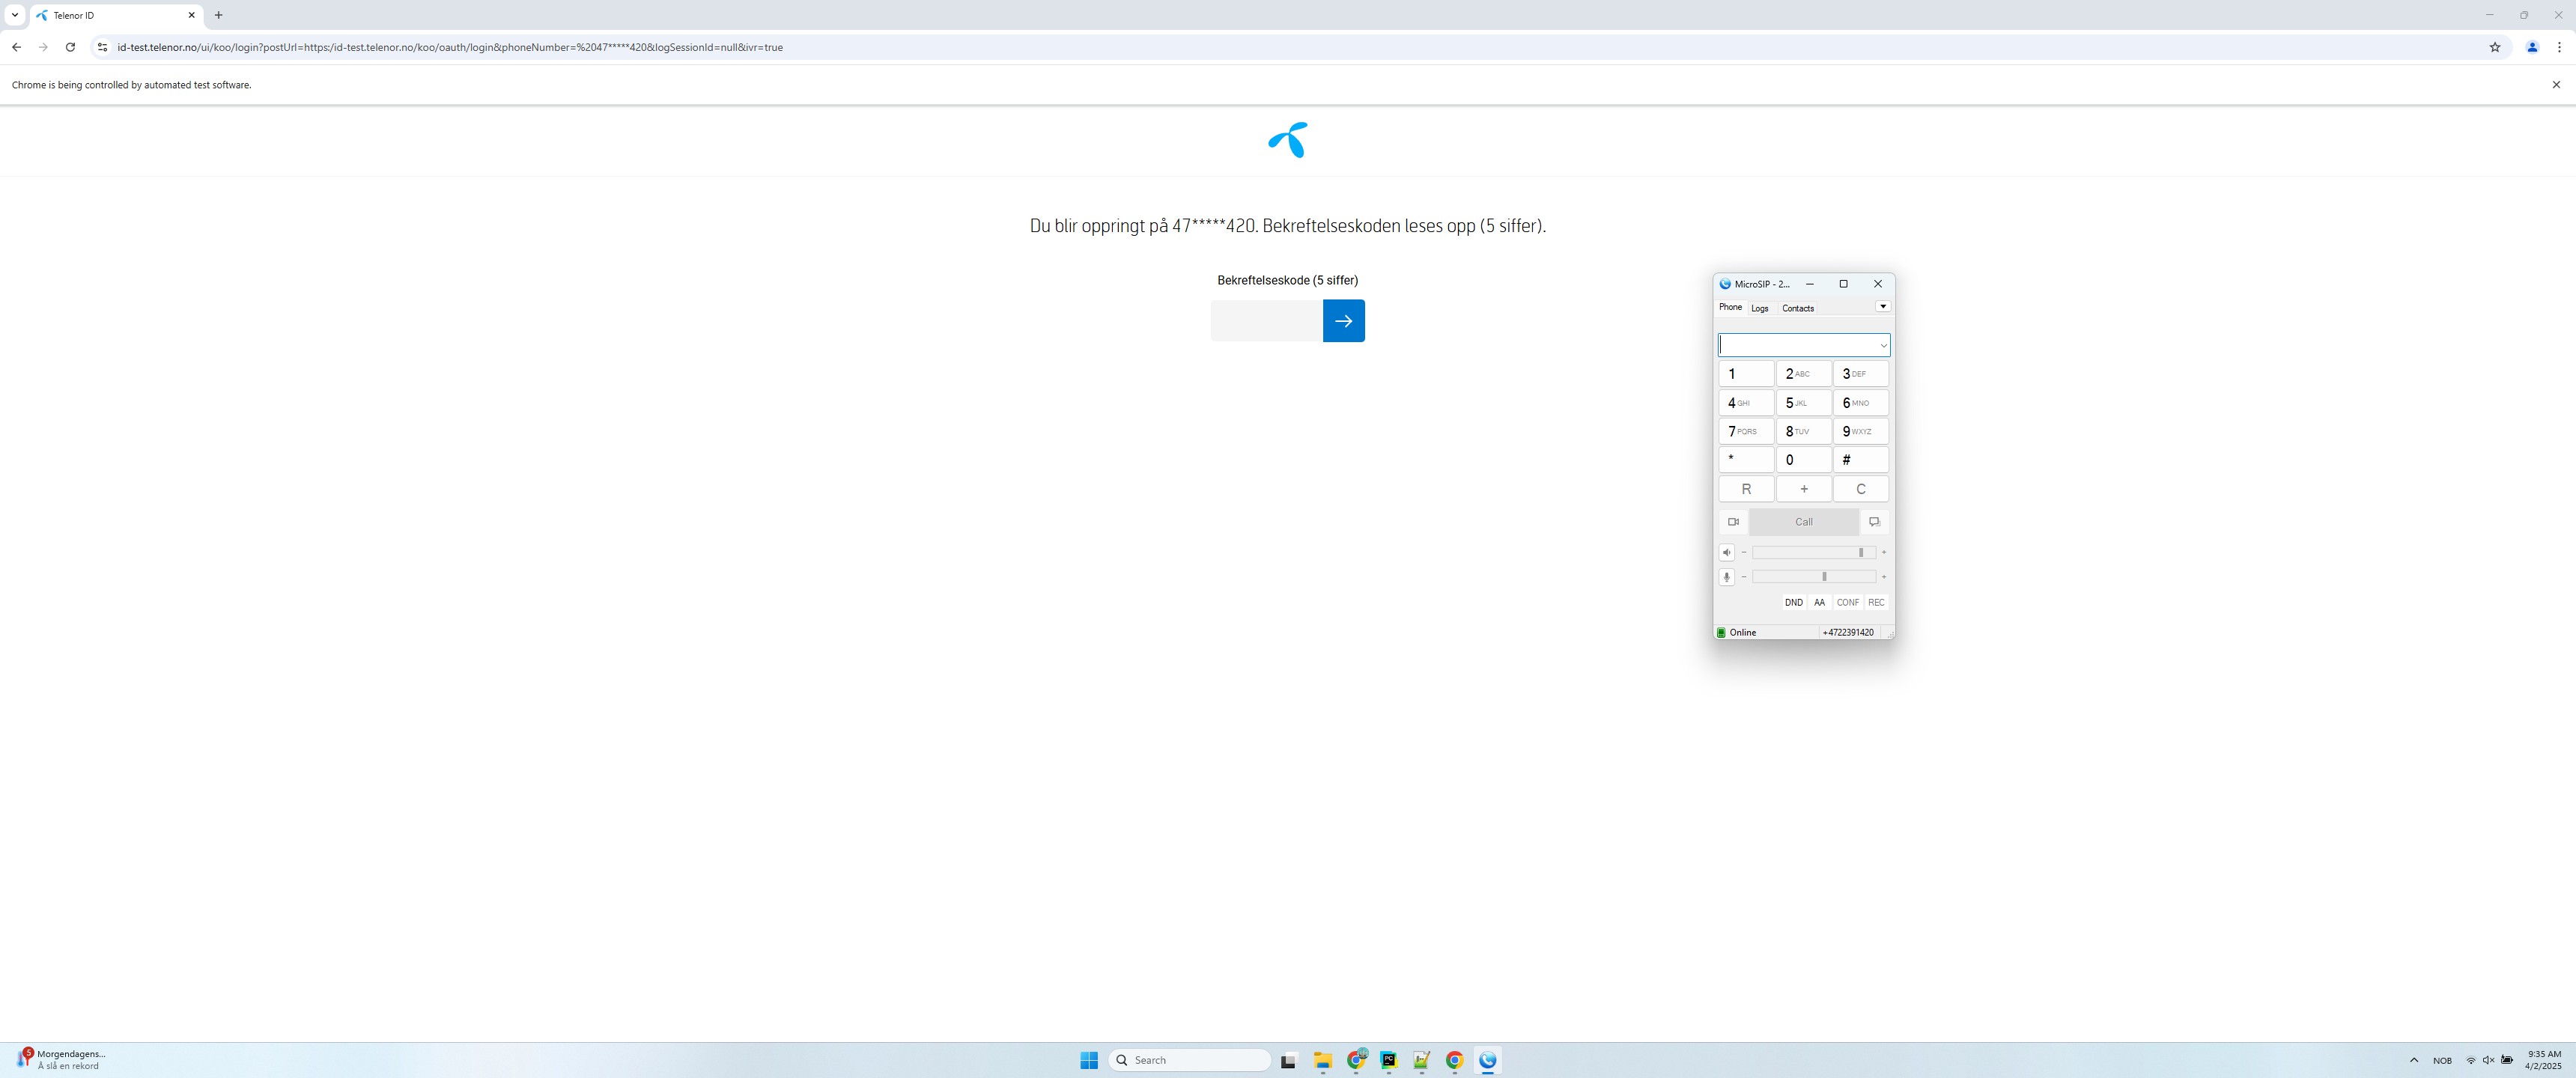 Telenor ID
id-test.telenor.no/ui/koo/login?postUrl=https:/id-test.telenor.no/koo/oauth/login&phoneNumber=%2047*****420&logSessionId=null&ivr=true
Chrome is being controlled by automated test software.
Du blir oppringt på 47*****420. Bekreftelseskoden leses opp (5 siffer).
Bekreftelseskode (5 siffer)
MicroSIP - 2...
Phone Logs Contacts
1 2 ABC 3 DEF
4 GHI 5 JKL 6 MNO
7 PQRS 8 TUV 9 WXYZ
* 0 #
R + C
Call
- +
- +
DND AA CONF REC
Online +4722391420
5
Morgendagens...
Å slå en rekord
Search
PC
NOB
9:35 AM
4/2/2025